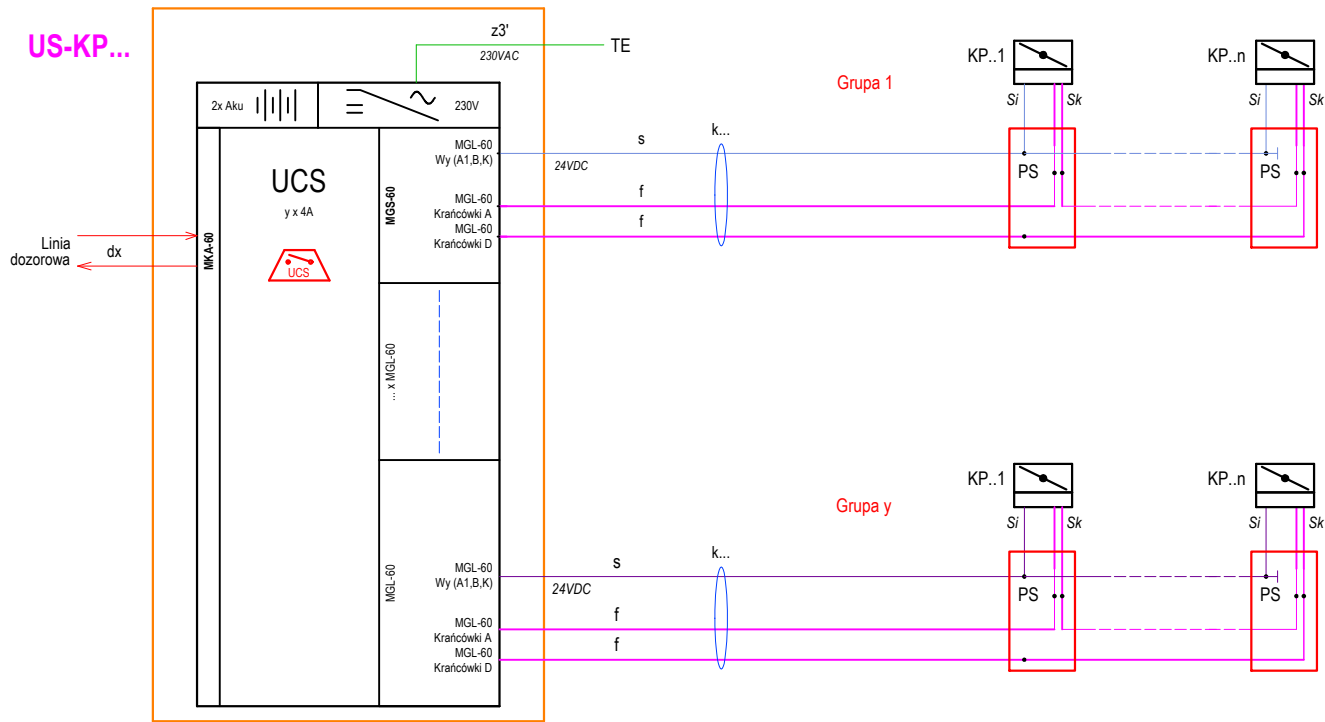 US-KP...
z3'
230VAC
TE
2x Aku
230V
MKA-60
UCS
y x 4A
UCS
Linia
dozorowa
dx
MGS-60
MGL-60
Wy (A1,B,K)
MGL-60
Krańcówki A
MGL-60
Krańcówki D
... x MGL-60
MGL-60
MGL-60
Wy (A1,B,K)
MGL-60
Krańcówki A
MGL-60
Krańcówki D
s
24VDC
f
f
k...
Grupa 1
KP..1
Si
Sk
PS
KP..n
Si
Sk
PS
s
24VDC
f
f
k...
Grupa y
KP..1
Si
Sk
PS
KP..n
Si
Sk
PS